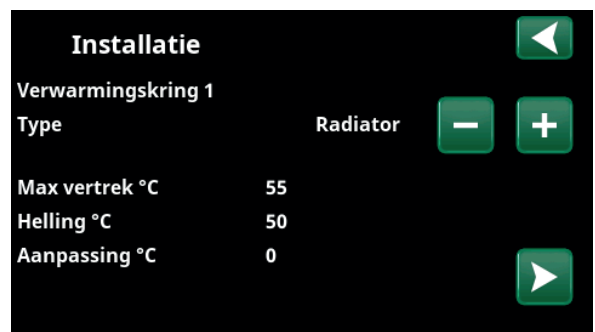 Installatie
Verwarmingskring 1
Type Radiator
Max vertrek °C 55
Helling °C 50
Aanpassing °C 0